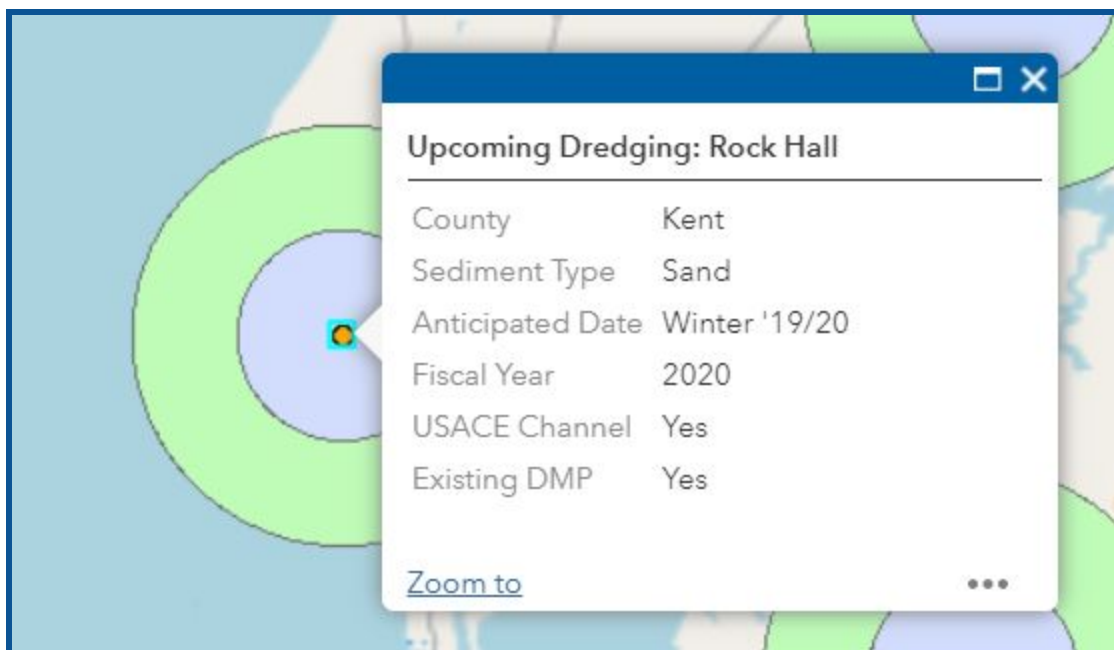 Upcoming Dredging: Rock Hall
County Kent
Sediment Type Sand
Anticipated Date Winter '19/20
Fiscal Year 2020
USACE Channel Yes
Existing DMP Yes
Zoom to